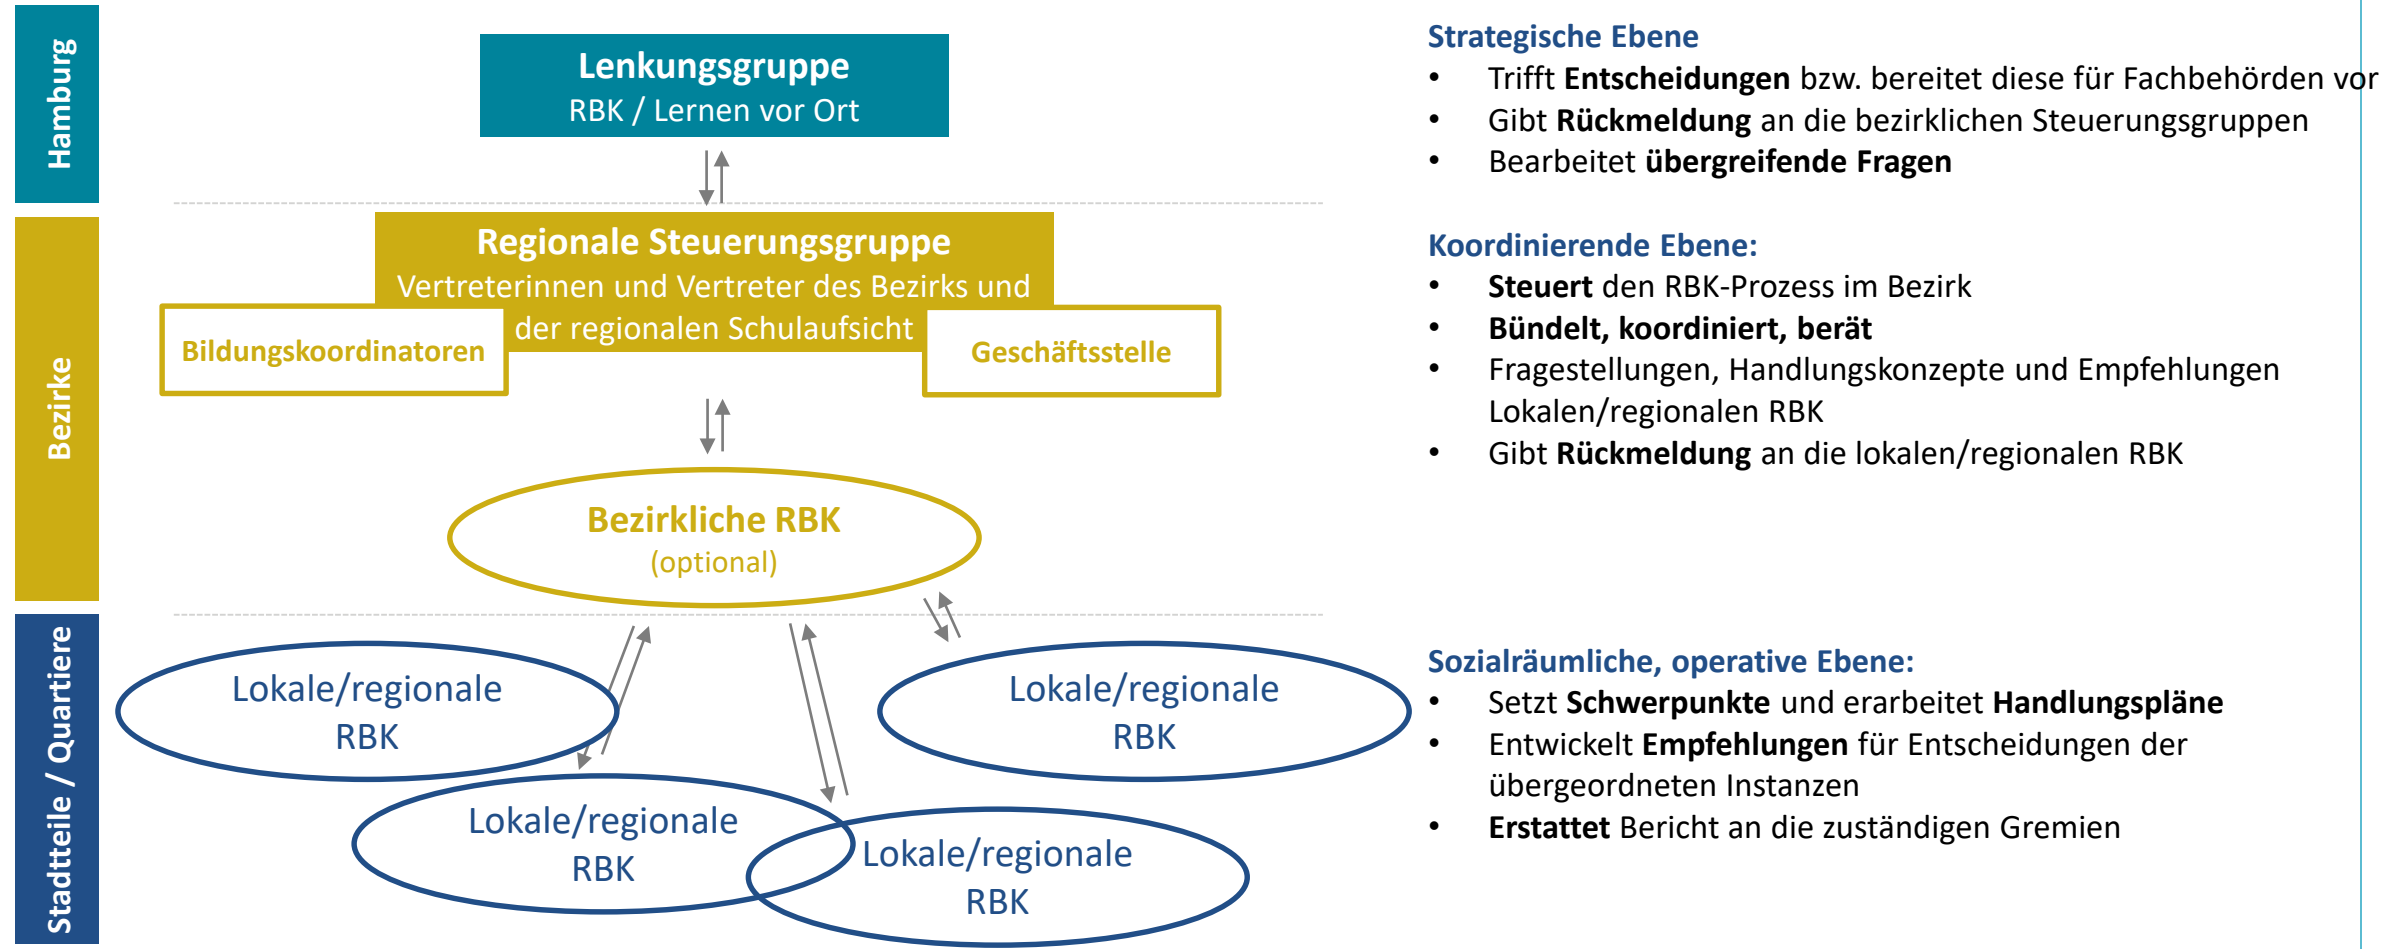 Hamburg
Lenkungsgruppe
RBK / Lernen vor Ort
Strategische Ebene
• Trifft Entscheidungen bzw. bereitet diese für Fachbehörden vor
• Gibt Rückmeldung an die bezirklichen Steuerungsgruppen
• Bearbeitet übergreifende Fragen
Bezirke
Regionale Steuerungsgruppe
Vertreterinnen und Vertreter des Bezirks und
der regionalen Schulaufsicht
Bildungskoordinatoren
Geschäftsstelle
Bezirkliche RBK
(optional)
Koordinierende Ebene:
• Steuert den RBK-Prozess im Bezirk
• Bündelt, koordiniert, berät
• Fragestellungen, Handlungskonzepte und Empfehlungen
Lokalen/regionalen RBK
• Gibt Rückmeldung an die lokalen/regionalen RBK
Stadtteile / Quartiere
Lokale/regionale
RBK
Lokale/regionale
RBK
Lokale/regionale
RBK
Lokale/regionale
RBK
Sozialräumliche, operative Ebene:
• Setzt Schwerpunkte und erarbeitet Handlungspläne
• Entwickelt Empfehlungen für Entscheidungen der
übergeordneten Instanzen
• Erstattet Bericht an die zuständigen Gremien